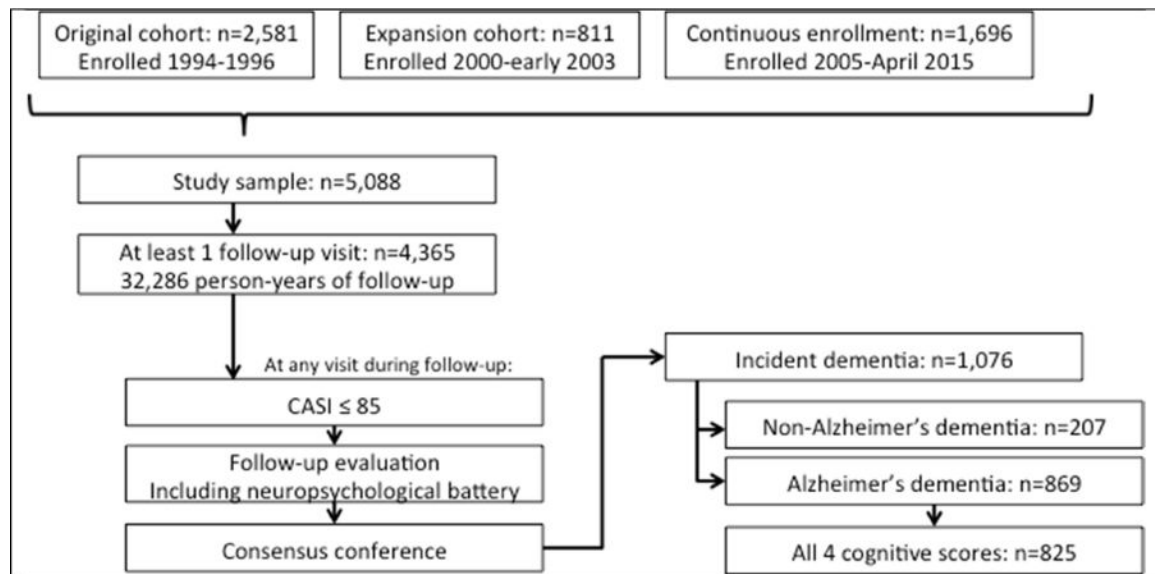 Original cohort: n=2,581
Enrolled 1994-1996
Expansion cohort: n=811
Enrolled 2000-early 2003
Continuous enrollment: n=1,696
Enrolled 2005-April 2015
Study sample: n=5,088
At least 1 follow-up visit: n=4,365
32,286 person-years of follow-up
At any visit during follow-up:
CASI ≤ 85
Follow-up evaluation
Including neuropsychological battery
Consensus conference
Incident dementia: n=1,076
Non-Alzheimer’s dementia: n=207
Alzheimer’s dementia: n=869
All 4 cognitive scores: n=825